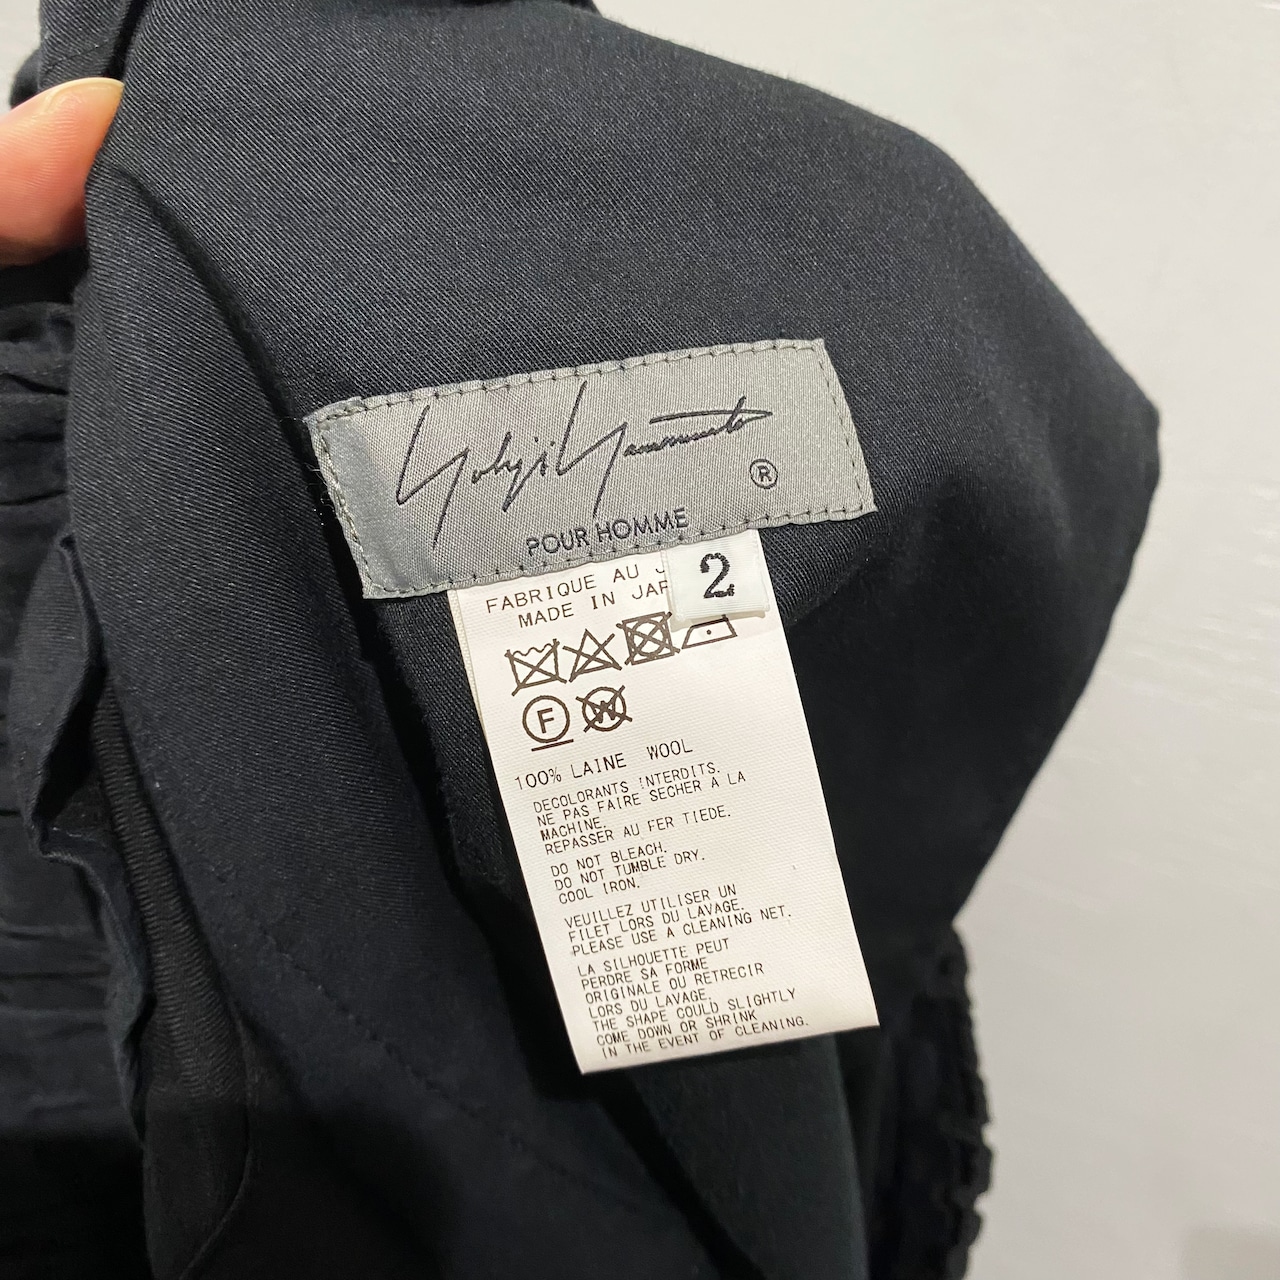 Yohji Yamamoto
®
POUR HOMME
2
FABRIQUE AU J
MADE IN JAP
F
W
100% LAINE WOOL
DECOLORANTS INTERDITS.
NE PAS FAIRE SECHER À LA
MACHINE.
REPASSER AU FER TIEDE.
DO NOT BLEACH.
DO NOT TUMBLE DRY.
COOL IRON.
VEUILLEZ UTILISER UN
FILET LORS DU LAVAGE.
PLEASE USE A CLEANING NET.
LA SILHOUETTE PEUT
PERDRE SA FORME
ORIGINALE OU RETRECIR
LORS DU LAVAGE.
THE SHAPE COULD SLIGHTLY
COME DOWN OR SHRINK
IN THE EVENT OF CLEANING.